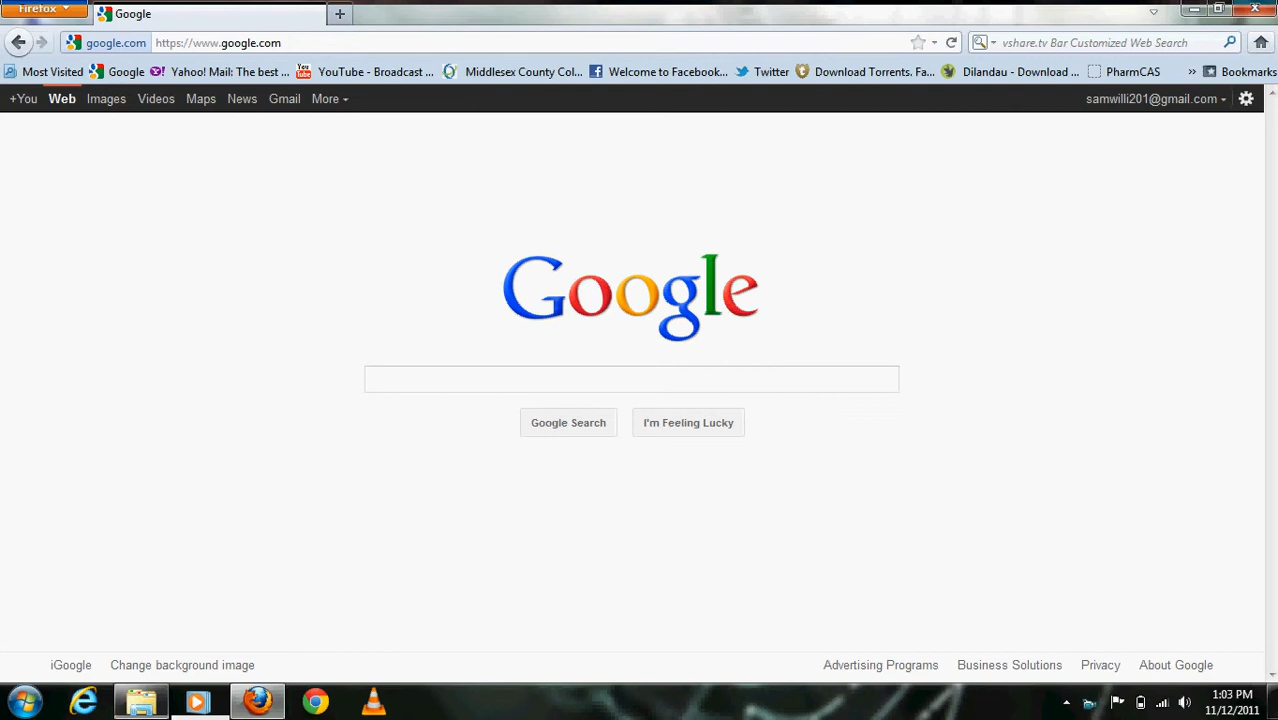 Firefox
Google
google.com https://www.google.com vshare.tv Bar Customized Web Search
Most Visited Google Yahoo! Mail: The best ... YouTube - Broadcast ... Middlesex County Col... Welcome to Facebook... Twitter Download Torrents. Fa... Dilandau - Download ... PharmCAS » Bookmarks
+You Web Images Videos Maps News Gmail More samwilli201@gmail.com
Google
Google Search I'm Feeling Lucky
iGoogle Change background image Advertising Programs Business Solutions Privacy About Google
1:03 PM
11/12/2011